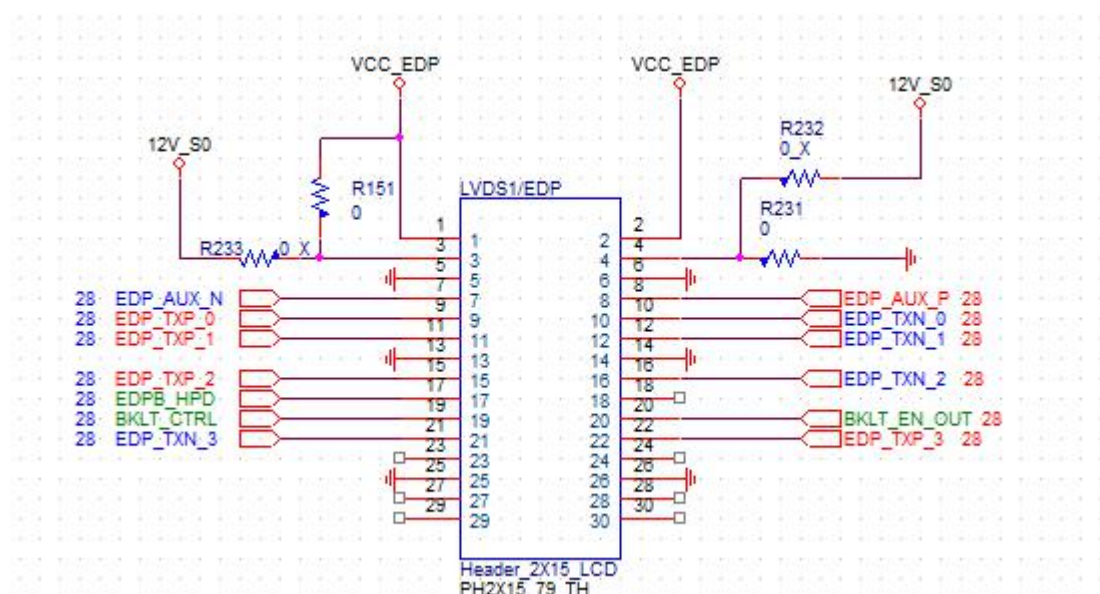 VCC_EDP
VCC_EDP
12V_S0
R232
0_X
12V_S0
R151
0
LVDS1/EDP
R231
0
R233
0_X
1
3
5
7
9
11
13
15
17
19
21
23
25
27
29
1
3
5
7
9
11
13
15
17
19
21
23
25
27
29
2
4
6
8
10
12
14
16
18
20
22
24
26
28
30
2
4
6
8
10
12
14
16
18
20
22
24
26
28
30
28 EDP_AUX_N
28 EDP_TXP_0
28 EDP_TXP_1
28 EDP_TXP_2
28 EDPB_HPD
28 BKLT_CTRL
28 EDP_TXN_3
EDP_AUX_P 28
EDP_TXN_0 28
EDP_TXN_1 28
EDP_TXN_2 28
BKLT_EN_OUT 28
EDP_TXP_3 28
Header_2X15_LCD
PH2X15_79_TH